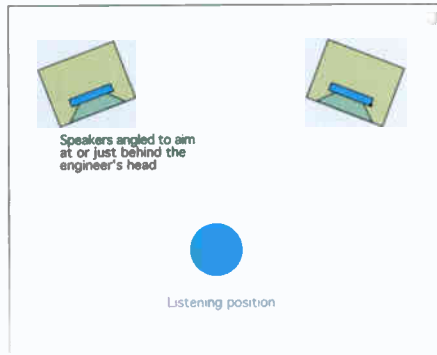 Speakers angled to aim
at or just behind the
engineer's head
Listening position